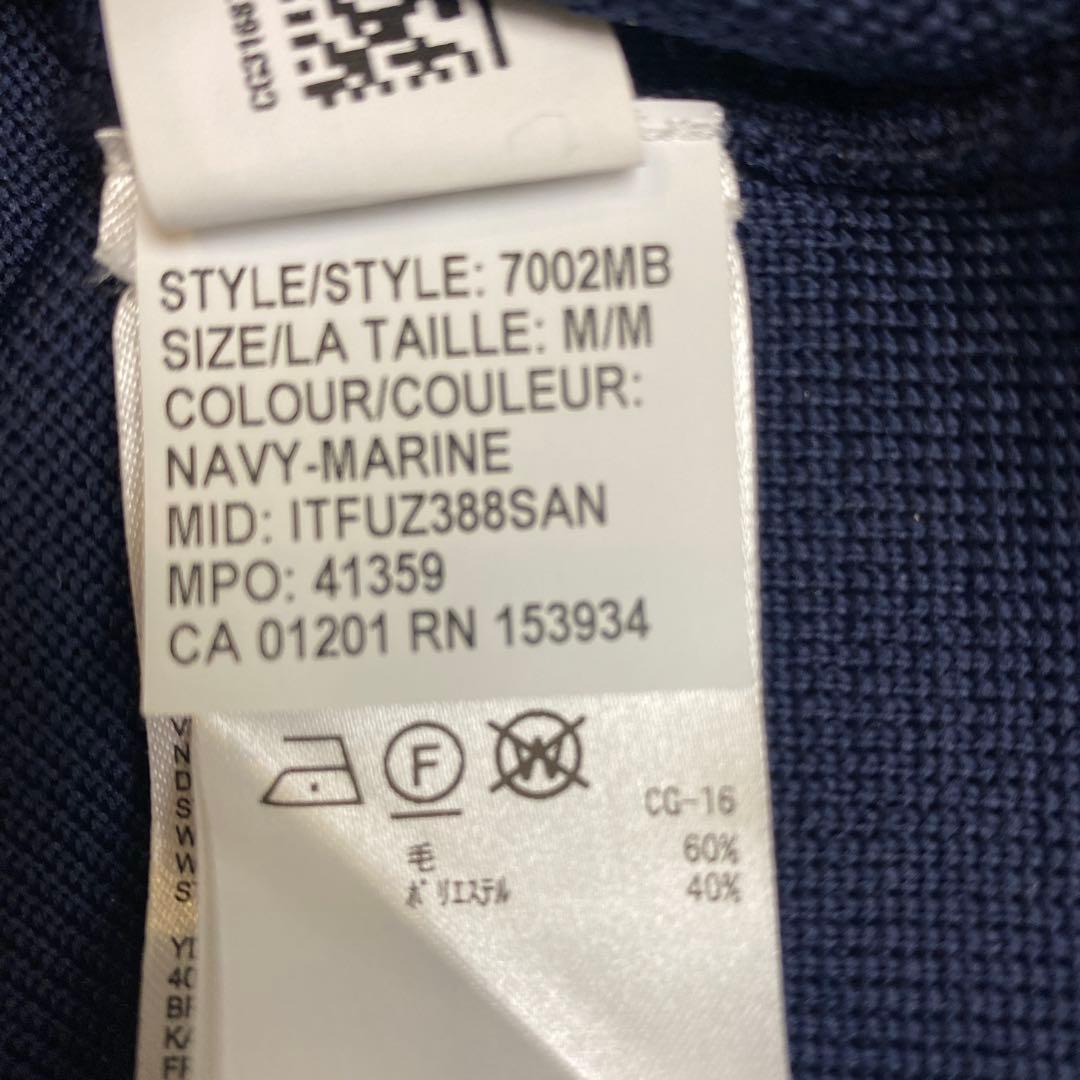 CC3168
STYLE/STYLE: 7002MB
SIZE/LA TAILLE: M/M
COLOUR/COULEUR:
NAVY-MARINE
MID: ITFUZ388SAN
MPO: 41359
CA 01201 RN 153934
F W
CG-16
毛 60%
ポリエステル 40%